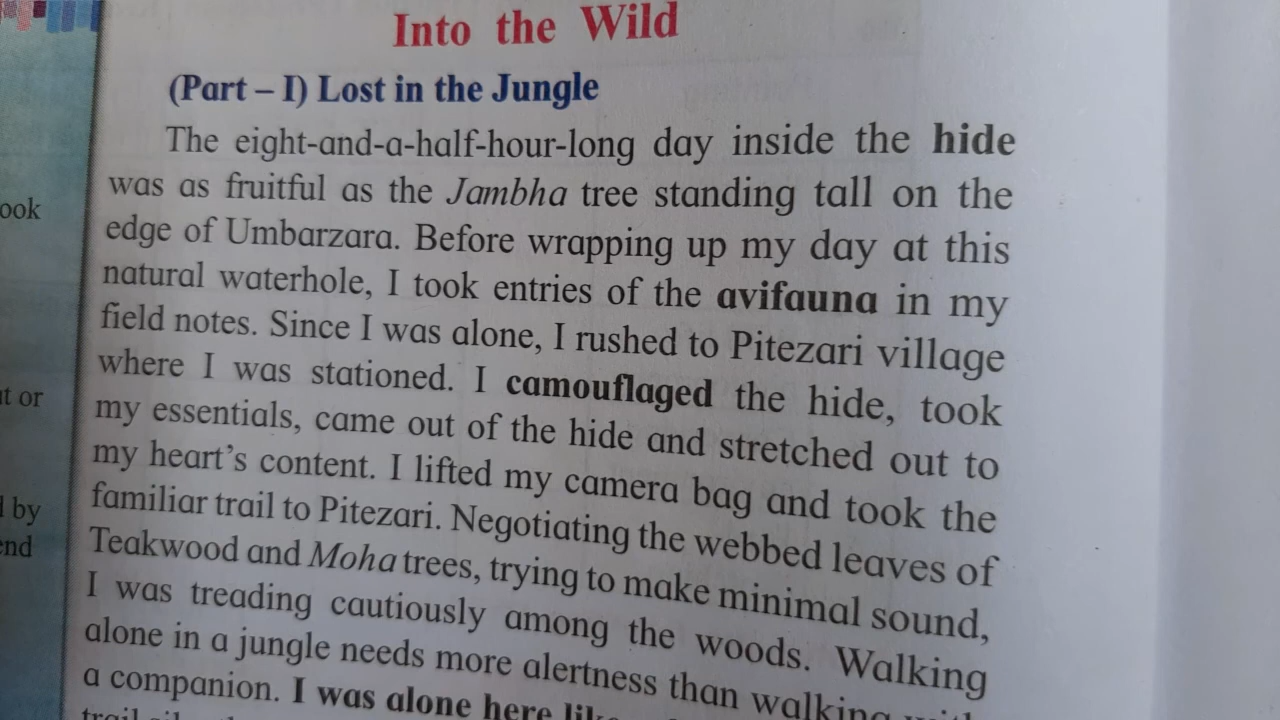 Into the Wild
(Part – I) Lost in the Jungle
The eight-and-a-half-hour-long day inside the hide
was as fruitful as the Jambha tree standing tall on the
edge of Umbarzara. Before wrapping up my day at this
natural waterhole, I took entries of the avifauna in my
field notes. Since I was alone, I rushed to Pitezari village
where I was stationed. I camouflaged the hide, took
my essentials, came out of the hide and stretched out to
my heart's content. I lifted my camera bag and took the
familiar trail to Pitezari. Negotiating the webbed leaves of
Teakwood and Moha trees, trying to make minimal sound,
I was treading cautiously among the woods. Walking
alone in a jungle needs more alertness than walking with
a companion. I was alone here
ook
or
by